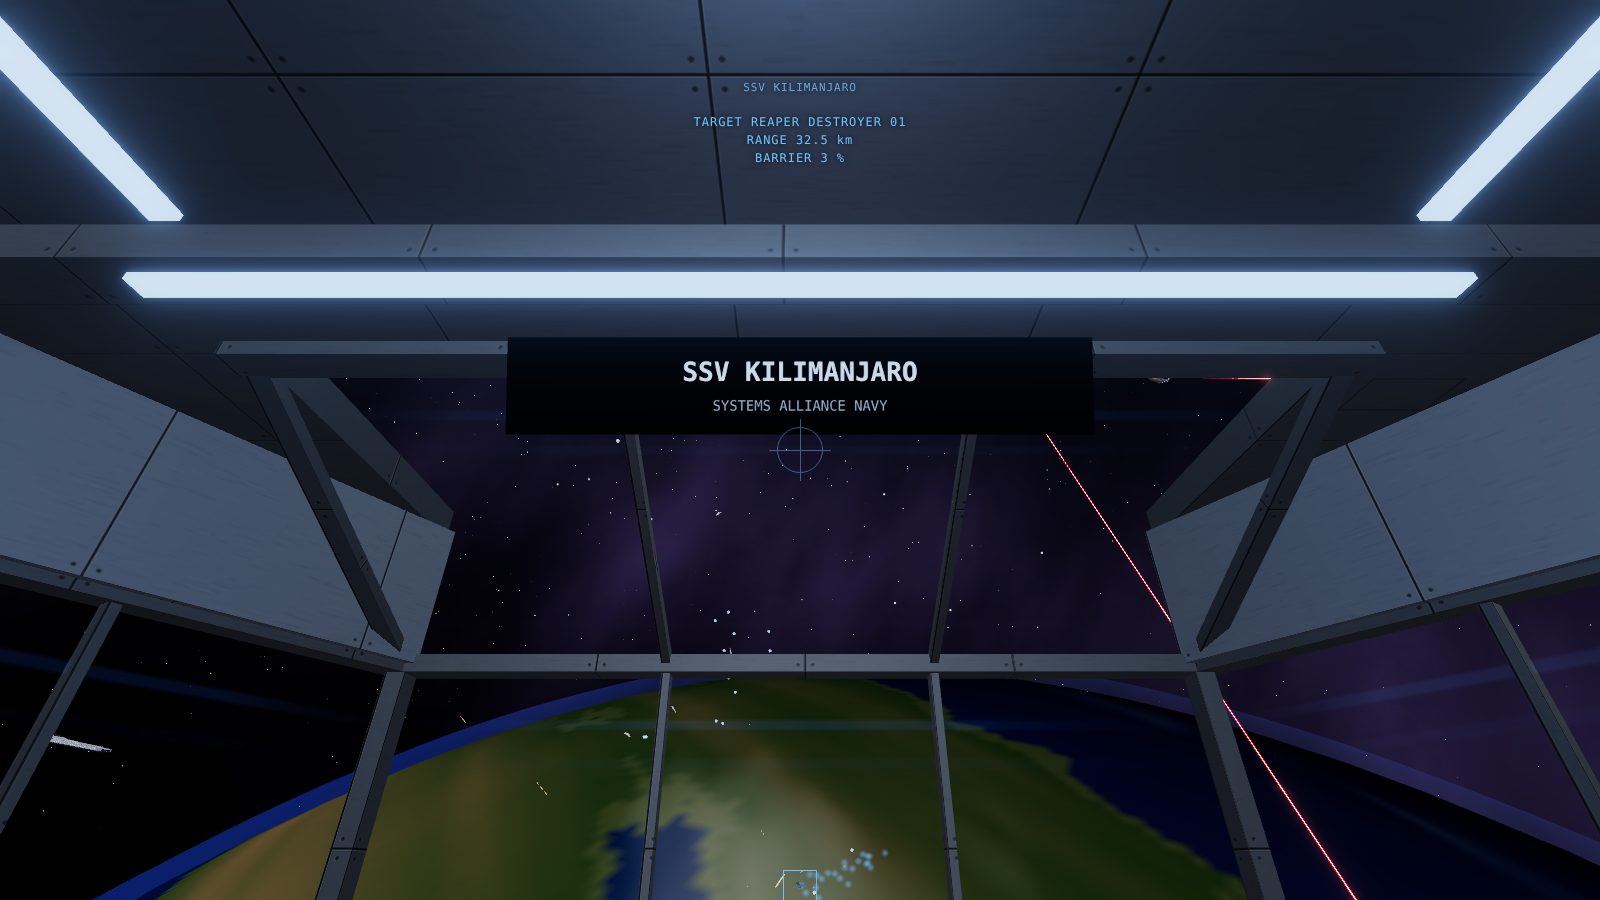 SSV KILIMANJARO
TARGET REAPER DESTROYER 01
RANGE 32.5 km
BARRIER 3 %
SSV KILIMANJARO
SYSTEMS ALLIANCE NAVY